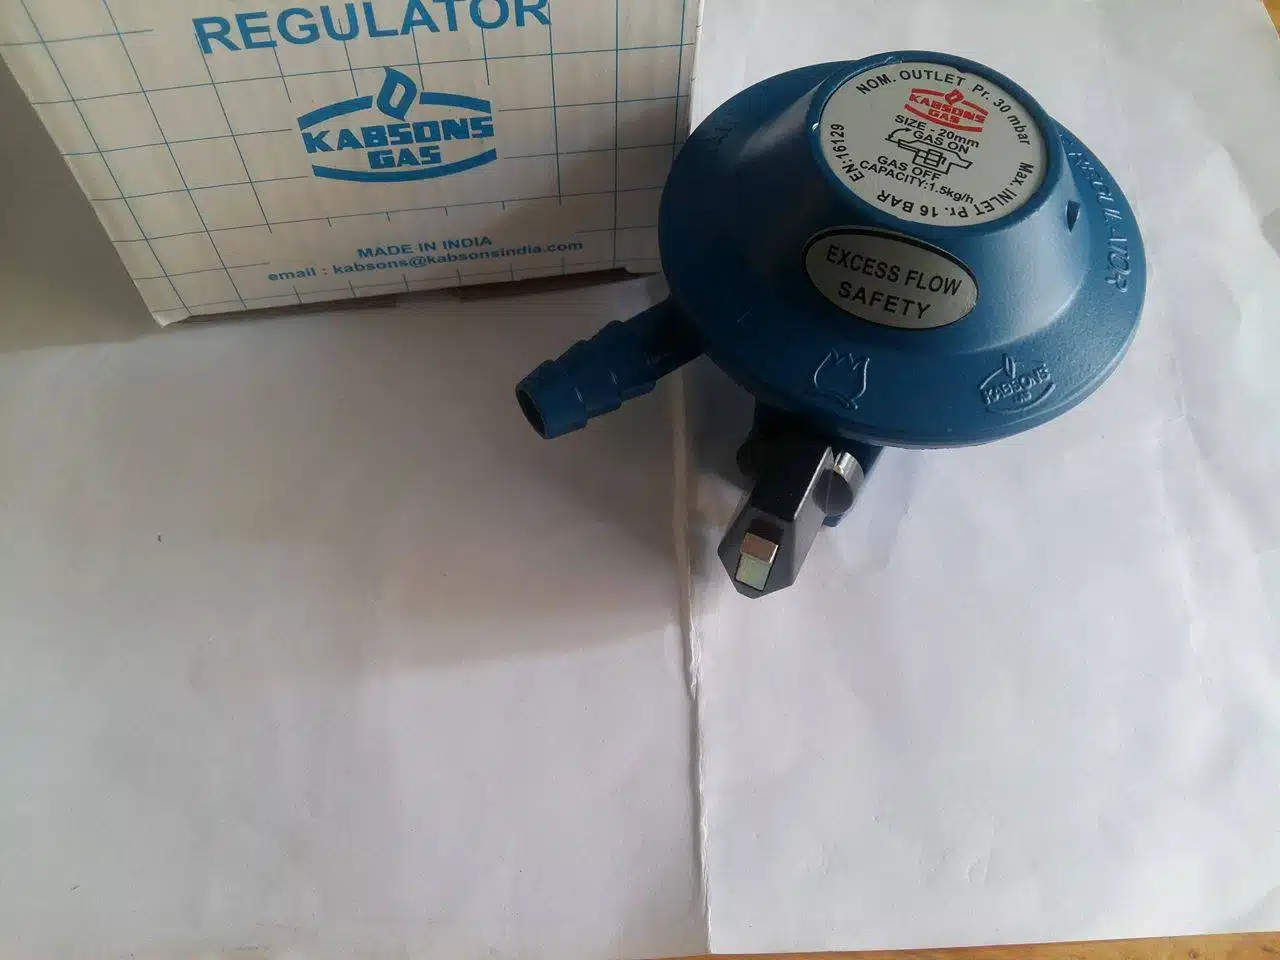 REGULATOR
KABSONS
GAS
MADE IN INDIA
email : kabsons@kabsonsindia.com
NOM. OUTLET Pr. 30 mbar
Max. INLET Pr. 16 BAR
EN:16129
KABSONS
GAS
SIZE - 20mm
GAS ON
GAS OFF
CAPACITY:1.5kg/h
EXCESS FLOW
SAFETY
KABSONS